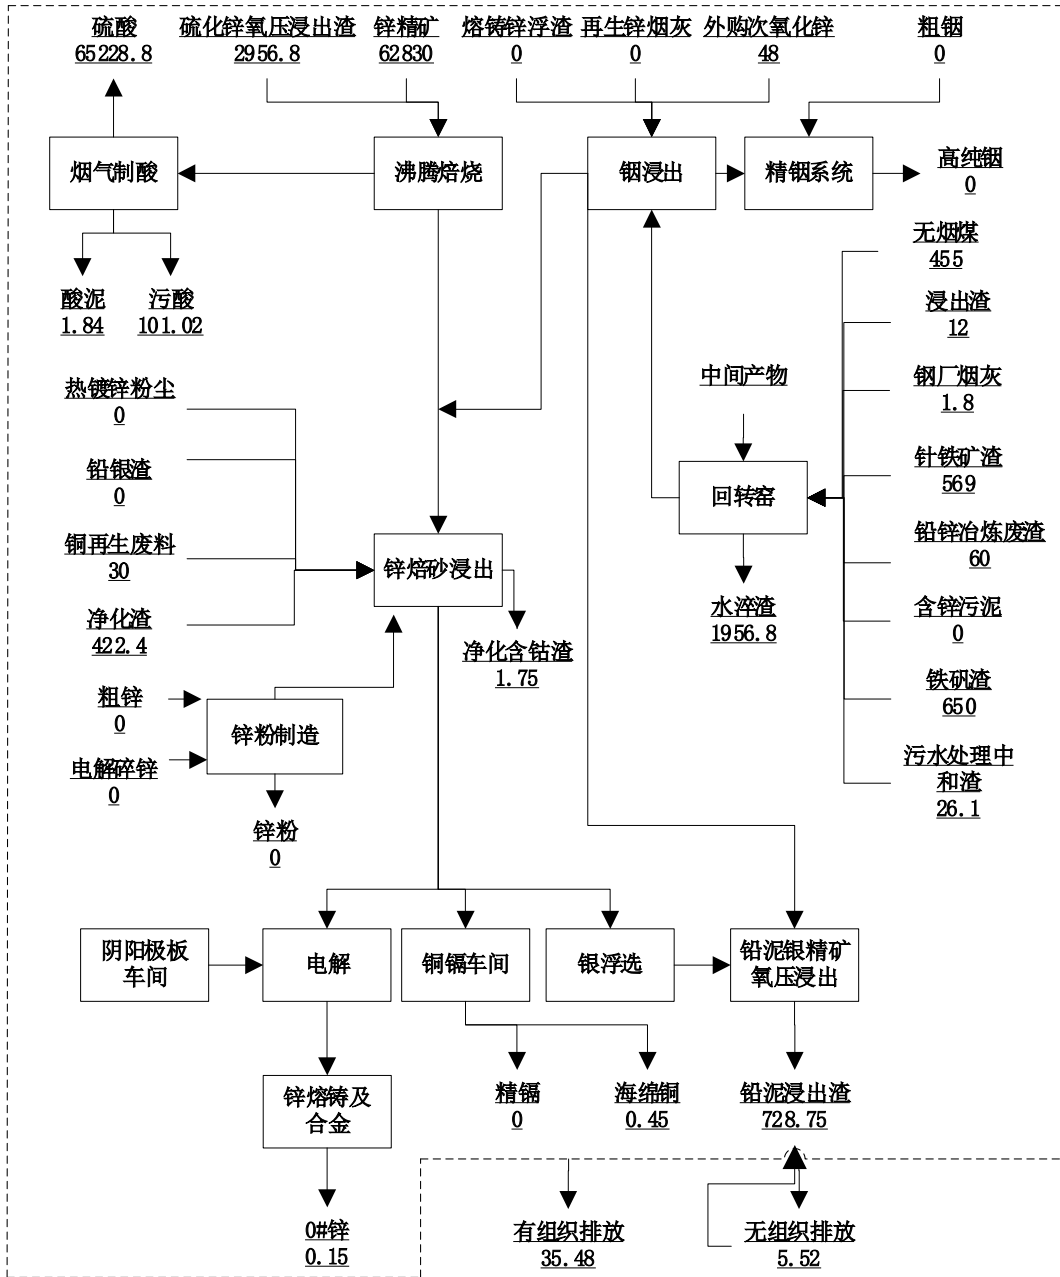 硫酸
65228.8
硫化锌氧压浸出渣
2956.8
锌精矿
62830
熔铸锌浮渣
0
再生锌烟灰
0
外购次氧化锌
48
粗铟
0
烟气制酸
沸腾焙烧
铟浸出
精铟系统
高纯铟
0
酸泥
1.84
污酸
101.02
无烟煤
455
浸出渣
12
钢厂烟灰
1.8
针铁矿渣
569
铅锌冶炼废渣
60
含锌污泥
0
铁矾渣
650
污水处理中
和渣
26.1
中间产物
回转窑
水淬渣
1956.8
热镀锌粉尘
0
铅银渣
0
铜再生废料
30
净化渣
422.4
锌焙砂浸出
净化含钴渣
1.75
粗锌
0
电解碎锌
0
锌粉制造
锌粉
0
阴阳极板
车间
电解
铜镉车间
银浮选
铅泥银精矿
氧压浸出
锌熔铸及
合金
精镉
0
海绵铜
0.45
铅泥浸出渣
728.75
0#锌
0.15
有组织排放
35.48
无组织排放
5.52